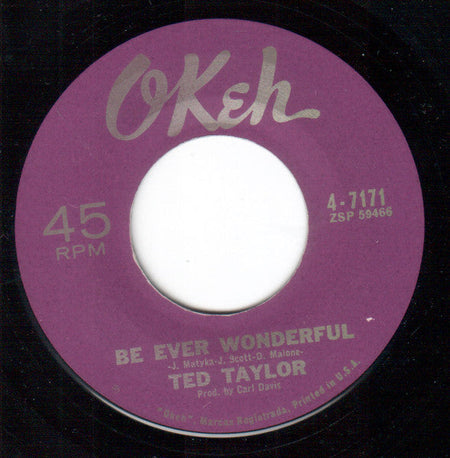 OKeh
45
RPM
4-7171
ZSP 59466
BE EVER WONDERFUL
-J. Matyka-J. Scott-D. Malone-
TED TAYLOR
Prod. by Carl Davis
"Okeh", Marcas Registradas. Printed in U.S.A.